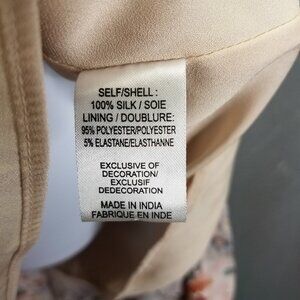 SELF/SHELL :
100% SILK / SOIE
LINING / DOUBLURE:
95% POLYESTER/POLYESTER
5% ELASTANE/ELASTHANNE
EXCLUSIVE OF
DECORATION/
EXCLUSIF
DEDECORATION
MADE IN INDIA
FABRIQUE EN INDE